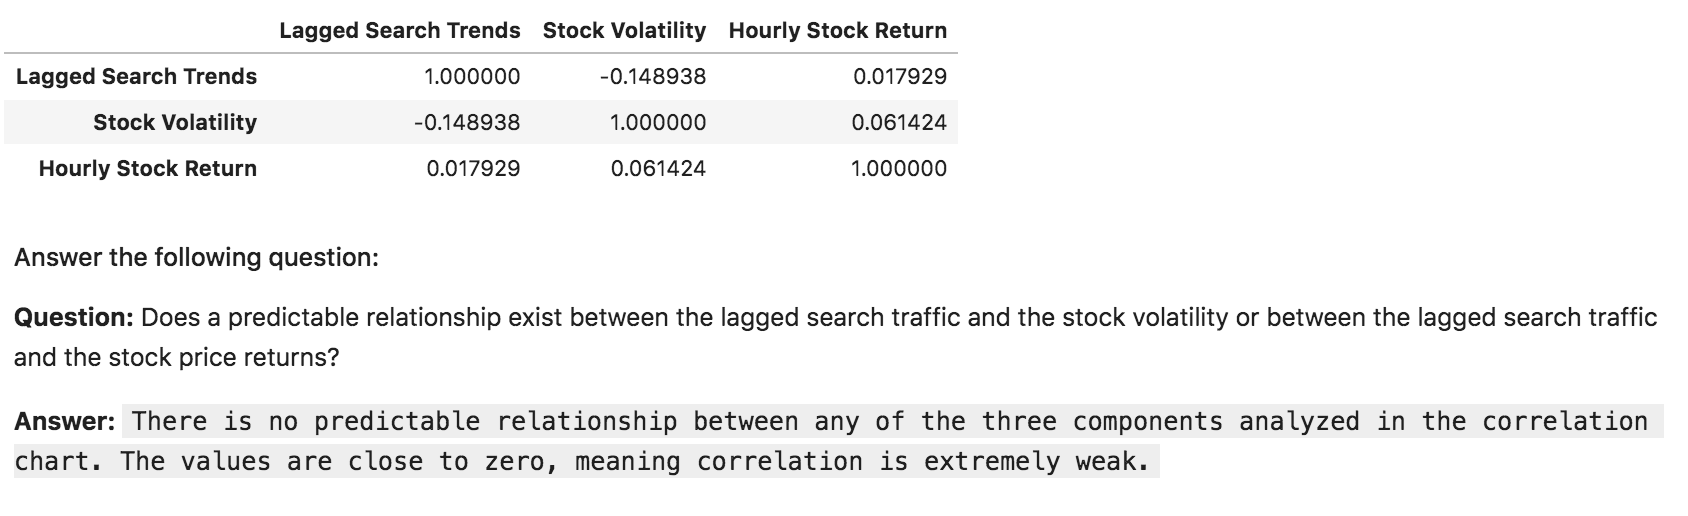 Lagged Search Trends Stock Volatility Hourly Stock Return
Lagged Search Trends 1.000000 -0.148938 0.017929
Stock Volatility -0.148938 1.000000 0.061424
Hourly Stock Return 0.017929 0.061424 1.000000
Answer the following question:
Question: Does a predictable relationship exist between the lagged search traffic and the stock volatility or between the lagged search traffic
and the stock price returns?
Answer: There is no predictable relationship between any of the three components analyzed in the correlation
chart. The values are close to zero, meaning correlation is extremely weak.